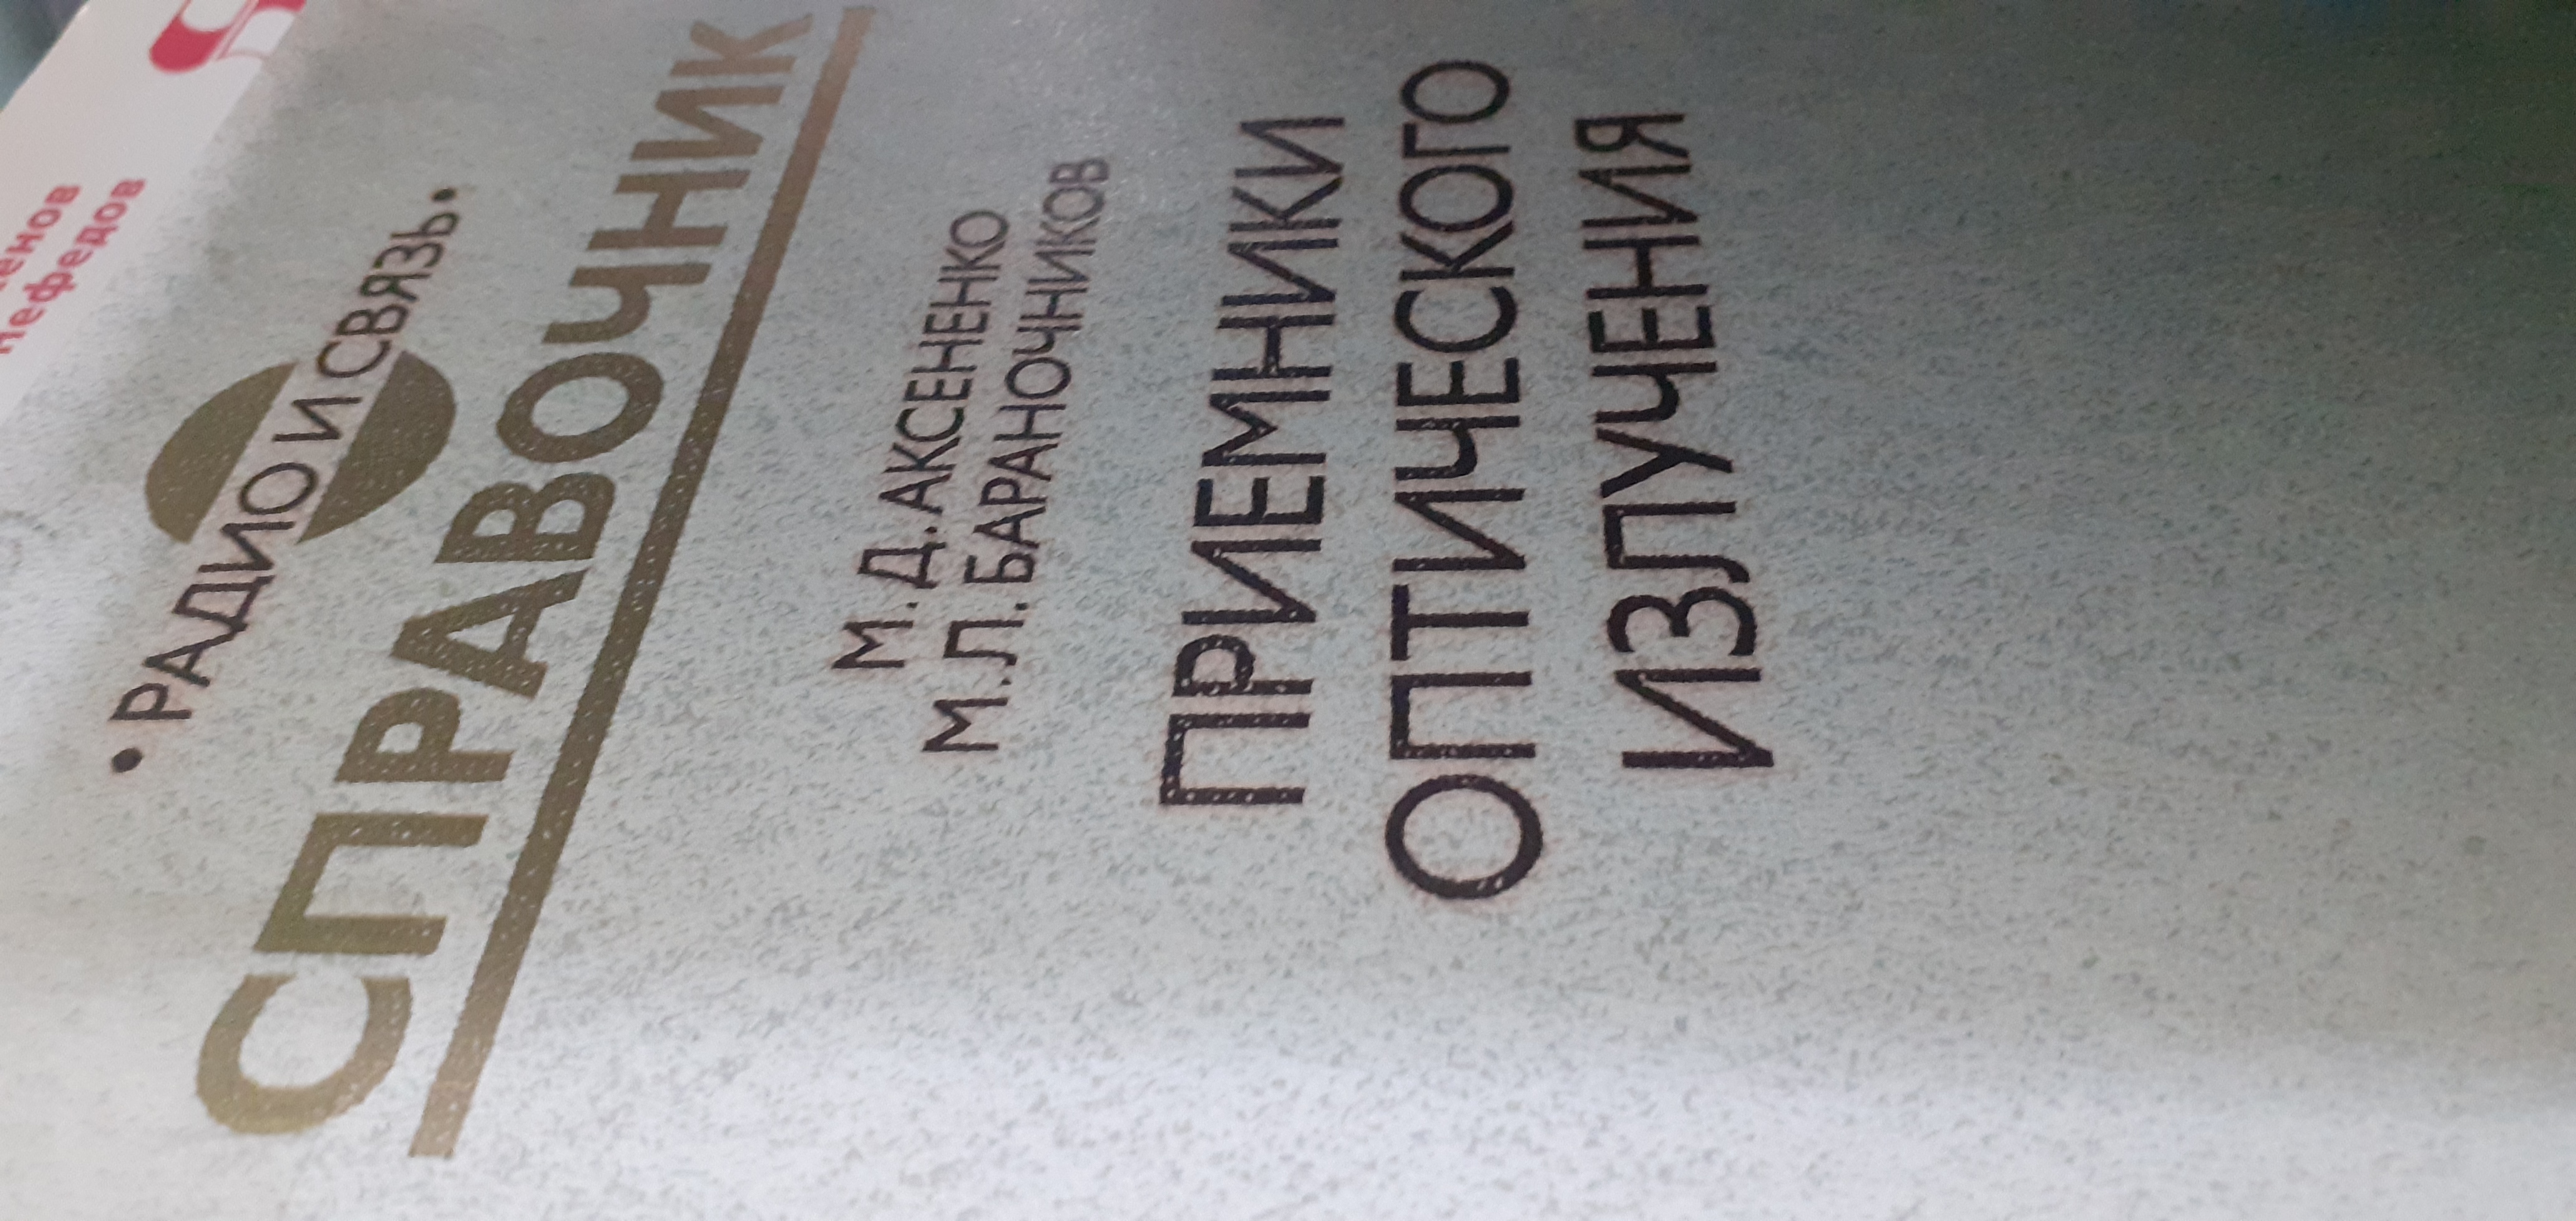 • РАДИО И СВЯЗЬ •
СПРАВОЧНИК
М. Д. АКСЕНЕНКО
М. Л. БАРАНОЧНИКОВ
ПРИЕМНИКИ
ОПТИЧЕСКОГО
ИЗЛУЧЕНИЯ